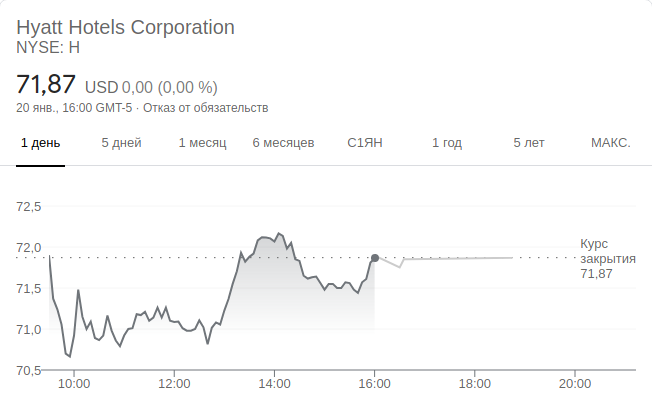 Hyatt Hotels Corporation
NYSE: H
71,87 USD 0,00 (0,00 %)
20 янв., 16:00 GMT-5 · Отказ от обязательств
1 день 5 дней 1 месяц 6 месяцев С1ЯН 1 год 5 лет МАКС.
72,5
72,0
71,5
71,0
70,5
Курс
закрытия
71,87
10:00 12:00 14:00 16:00 18:00 20:00